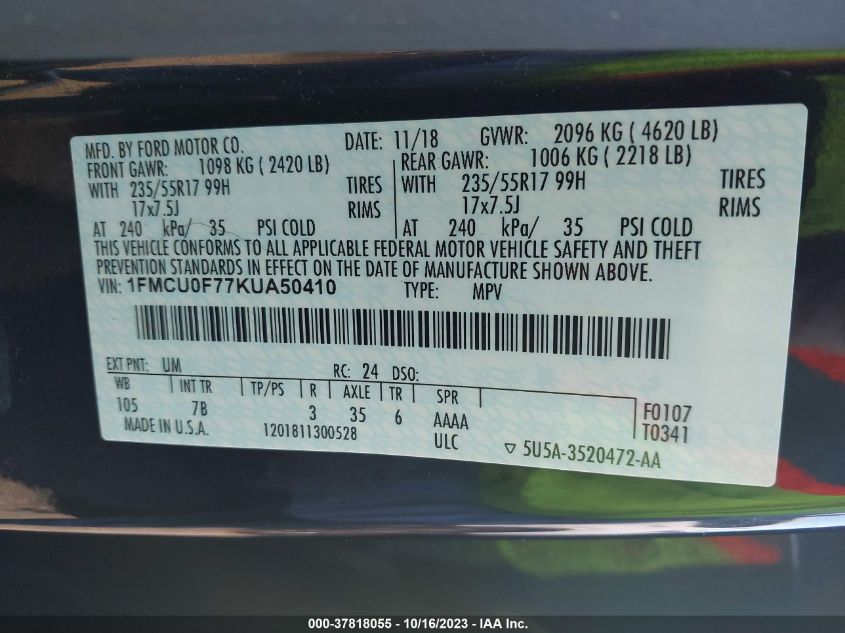 MFD. BY FORD MOTOR CO. DATE: 11/18 GVWR: 2096 KG ( 4620 LB)
FRONT GAWR: 1098 KG ( 2420 LB) REAR GAWR: 1006 KG ( 2218 LB)
WITH 235/55R17 99H TIRES WITH 235/55R17 99H TIRES
17x7.5J RIMS 17x7.5J RIMS
AT 240 kPa/ 35 PSI COLD AT 240 kPa/ 35 PSI COLD
THIS VEHICLE CONFORMS TO ALL APPLICABLE FEDERAL MOTOR VEHICLE SAFETY AND THEFT
PREVENTION STANDARDS IN EFFECT ON THE DATE OF MANUFACTURE SHOWN ABOVE.
VIN: 1FMCU0F77KUA50410 TYPE: MPV
EXT PNT: UM RC: 24 DSO:
WB INT TR TP/PS R AXLE TR SPR
105 7B 3 35 6 AAAA F0107
MADE IN U.S.A. 1201811300528 ULC T0341
5U5A-3520472-AA
000-37818055 - 10/16/2023 - IAA Inc.